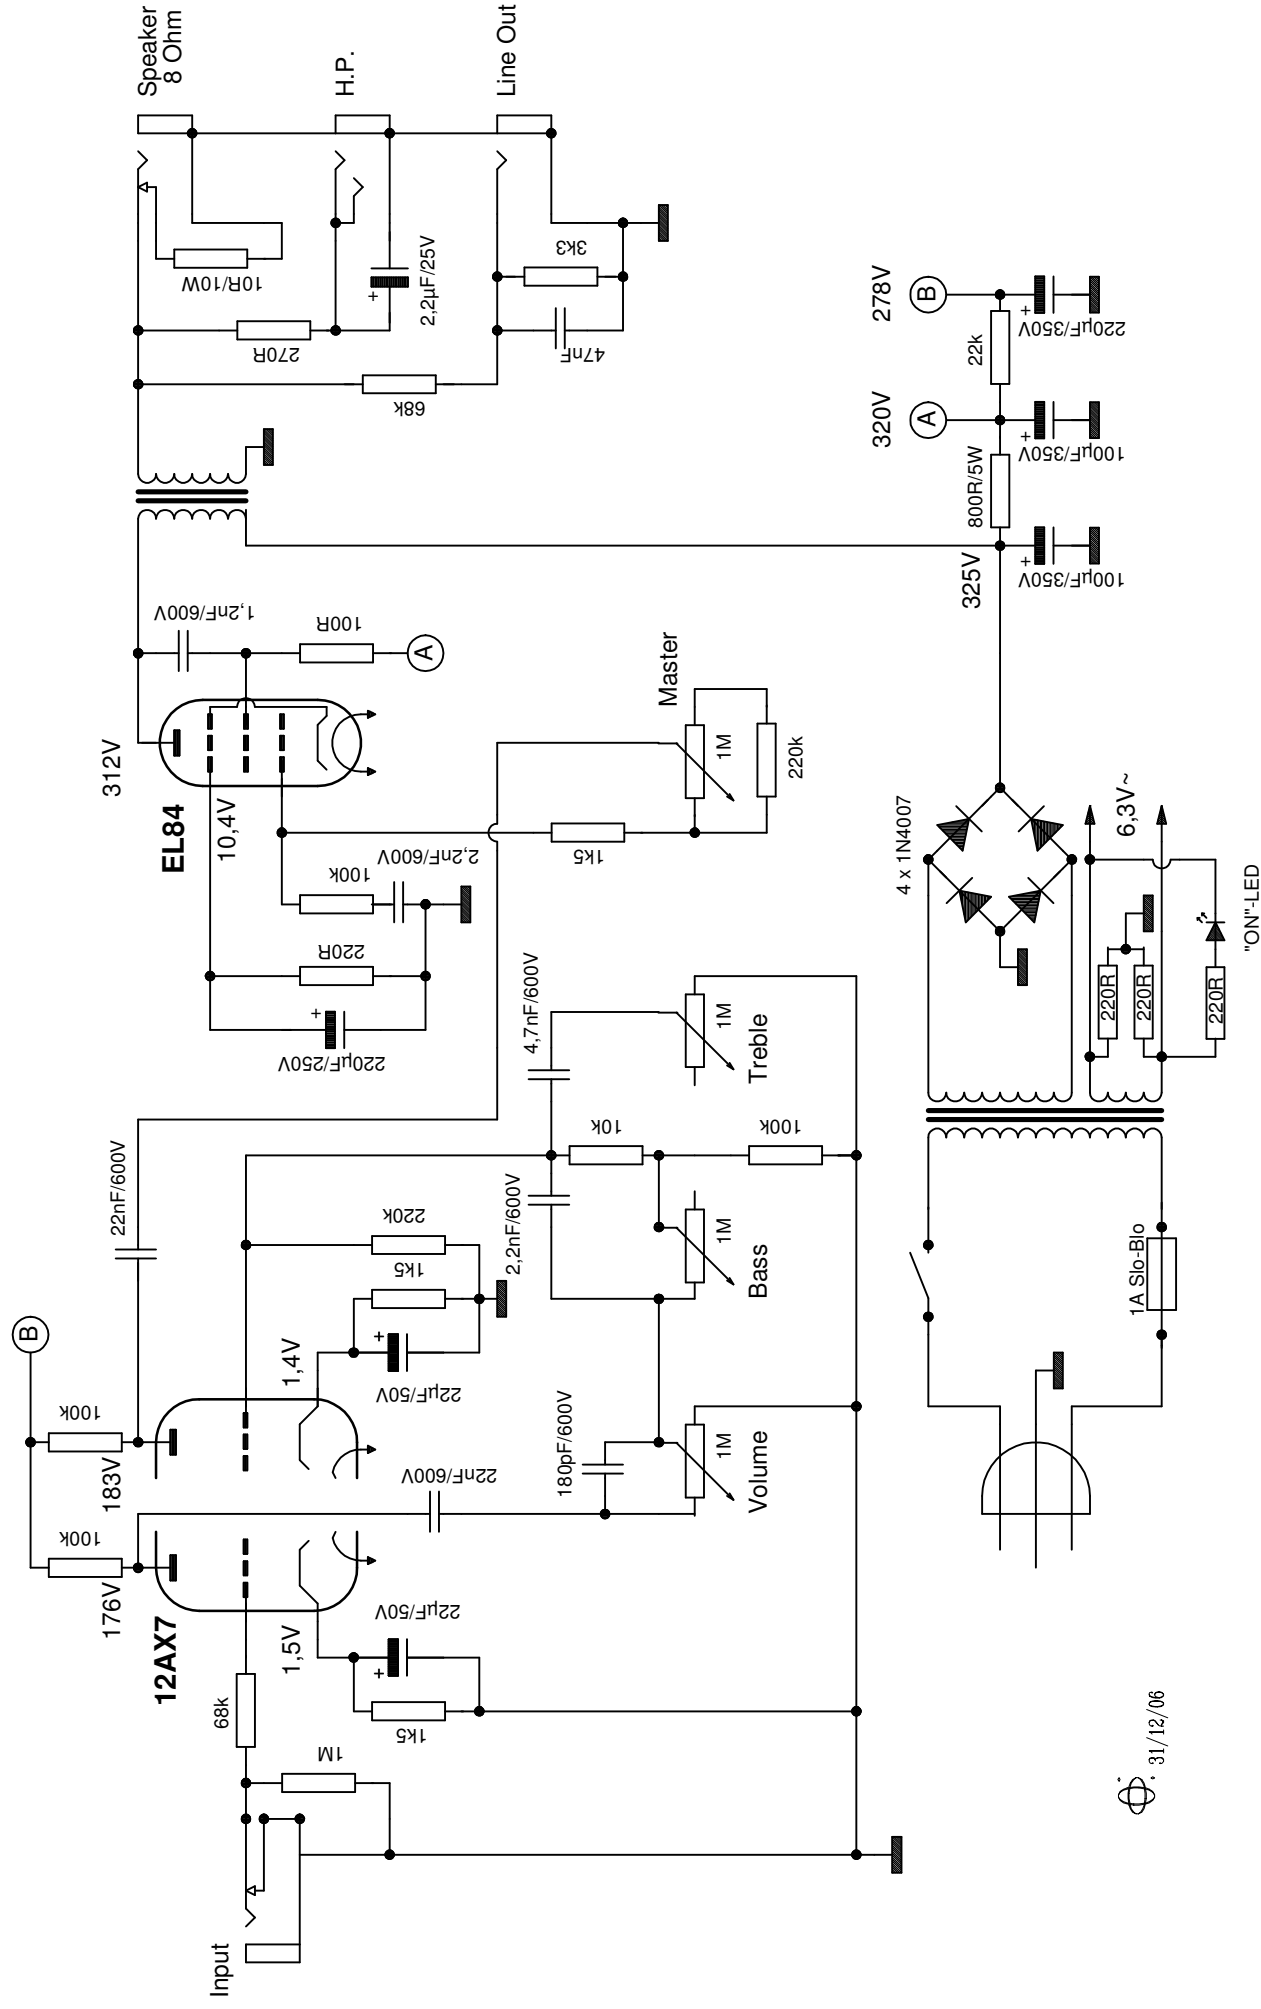 Input
68k
1M
12AX7
176V
100k
1,5V
1k5
22µF/50V
B
183V
100k
22nF/600V
22nF/600V
1,4V
22µF/50V
1k5
220k
180pF/600V
1M
Volume
2,2nF/600V
1M
Bass
10k
100k
4,7nF/600V
1M
Treble
EL84
312V
10,4V
220µF/250V
220R
100k
2,2nF/600V
1k5
1M
Master
220k
1,2nF/600V
100R
A
68k
270R
10R/10W
2,2µF/25V
47nF
3k3
Speaker
8 Ohm
H.P.
Line Out
1A Slo-Blo
220R
220R
220R
"ON"-LED
6,3V~
4 x 1N4007
325V
+
100µF/350V
800R/5W
320V
A
+
100µF/350V
22k
278V
B
+
220µF/350V
31/12/06